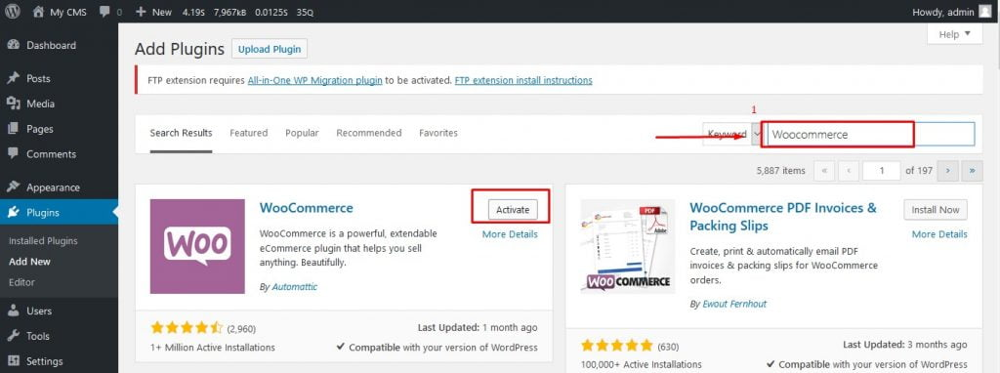 My CMS 0 + New 4.19S 7,967kB 0.0125S 35Q Howdy, admin
Dashboard
Posts
Media
Pages
Comments
Appearance
Plugins
Installed Plugins
Add New
Editor
Users
Tools
Settings
Help
Add Plugins Upload Plugin
FTP extension requires All-in-One WP Migration plugin to be activated. FTP extension install instructions
1
Search Results Featured Popular Recommended Favorites Keyword Woocommerce
5,887 items « ‹ 1 of 197 › »
WOO
WooCommerce
Activate
More Details
WooCommerce is a powerful, extendable
eCommerce plugin that helps you sell
anything. Beautifully.
By Automattic
(2,960)
1+ Million Active Installations
Last Updated: 1 month ago
Compatible with your version of WordPress
PDF
Adobe
WOO COMMERCE
WooCommerce PDF Invoices &
Packing Slips
Install Now
More Details
Create, print & automatically email PDF
invoices & packing slips for WooCommerce
orders.
By Ewout Fernhout
(630)
100,000+ Active Installations
Last Updated: 3 months ago
Compatible with your version of WordPress